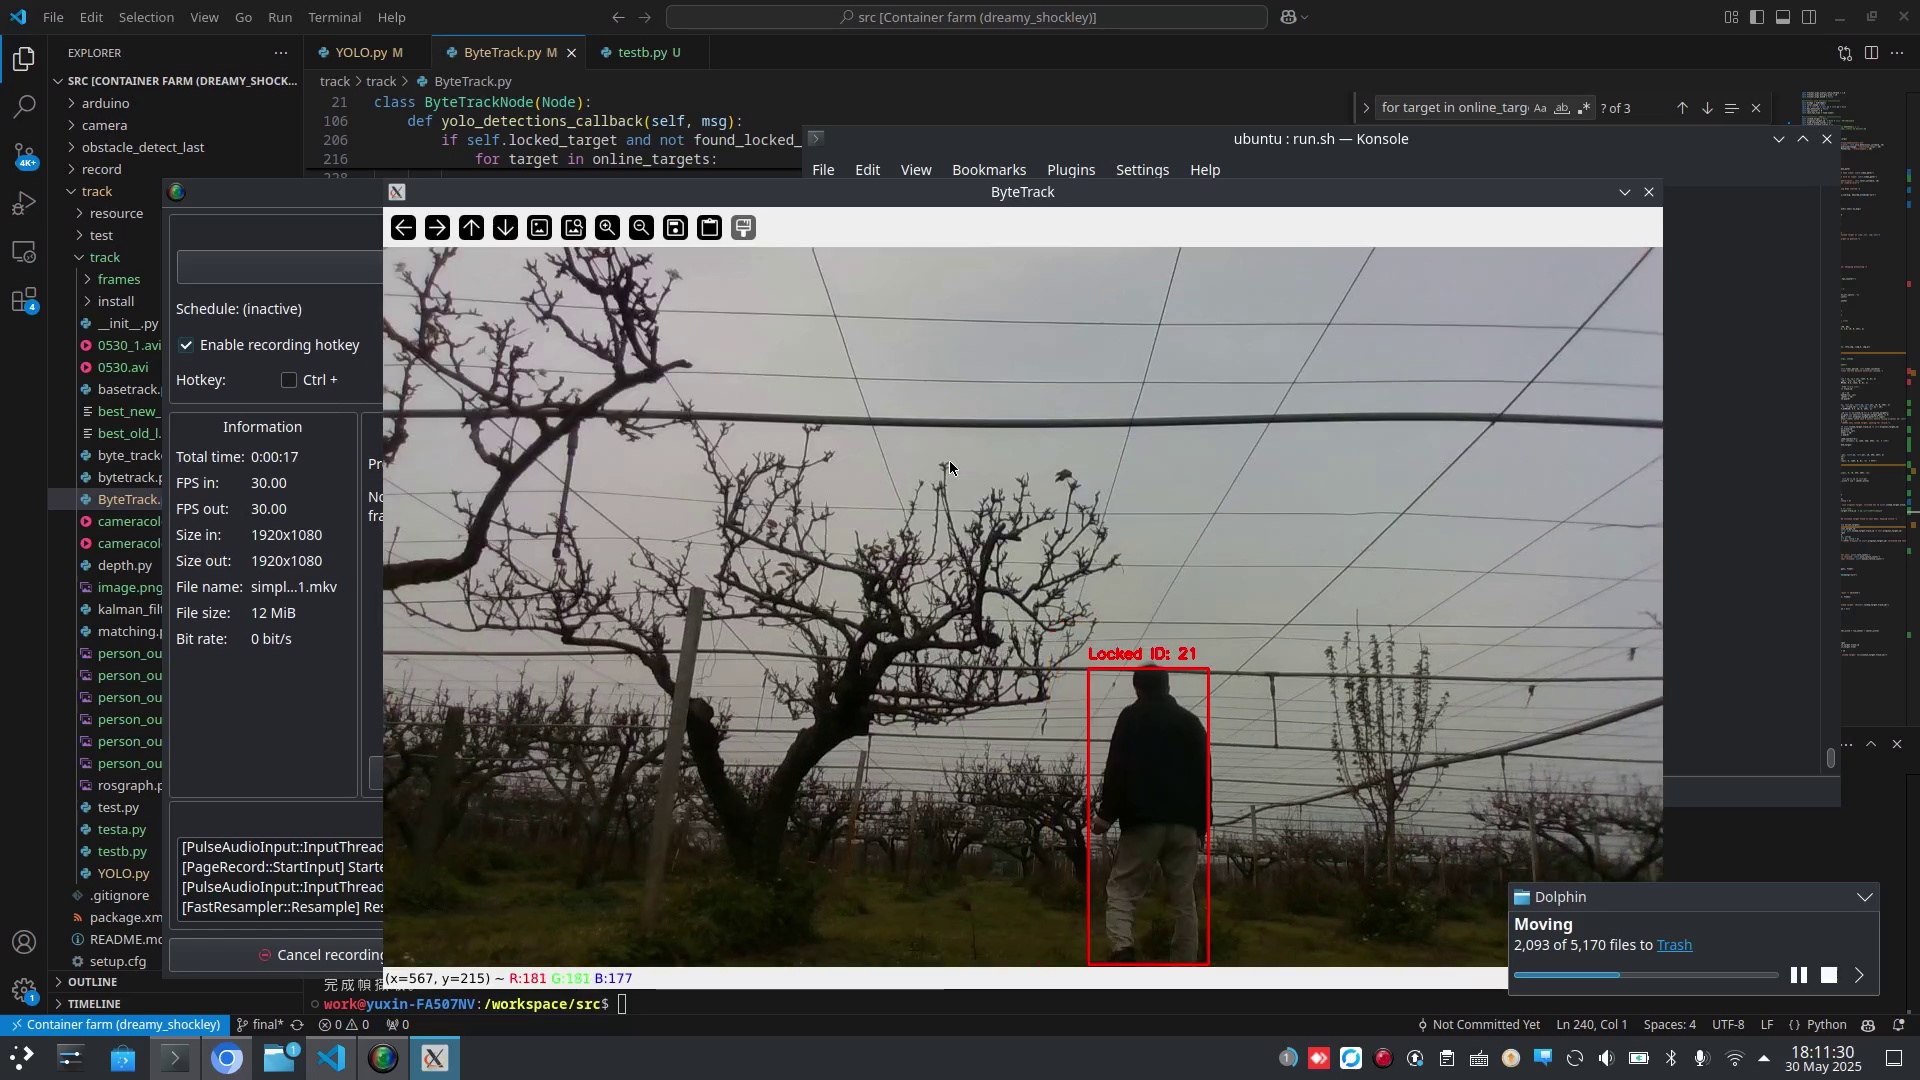 File Edit Selection View Go Run Terminal Help
src [Container farm (dreamy_shockley)]
EXPLORER
YOLO.py M
ByteTrack.py M
testb.py U
SRC [CONTAINER FARM (DREAMY_SHOCK...
track > track > ByteTrack.py
arduino
camera
obstacle_detect_last
record
track
resource
test
track
frames
install
__init__.py
0530_1.avi
0530.avi
basetrack.
best_new_
best_old_l.
byte_track
bytetrack.p
ByteTrack.
cameracol
cameracol
depth.py
image.png
kalman_filt
matching.p
person_ou
person_ou
person_ou
person_ou
person_ou
person_ou
rosgraph.p
test.py
testa.py
testb.py
YOLO.py
.gitignore
package.xm
README.md
setup.cfg
OUTLINE
TIMELINE
4K+
4
1
21 class ByteTrackNode(Node):
106 def yolo_detections_callback(self, msg):
206 if self.locked_target and not found_locked_
216 for target in online_targets:
for target in online_targ
Aa ab .*
? of 3
ubuntu : run.sh — Konsole
File Edit View Bookmarks Plugins Settings Help
ByteTrack
Schedule: (inactive)
Enable recording hotkey
Hotkey: Ctrl +
Information
Total time: 0:00:17
FPS in: 30.00
FPS out: 30.00
Size in: 1920x1080
Size out: 1920x1080
File name: simpl...1.mkv
File size: 12 MiB
Bit rate: 0 bit/s
Pr
No
fra
[PulseAudioInput::InputThread
[PageRecord::StartInput] Starte
[PulseAudioInput::InputThread
[FastResampler::Resample] Res
Cancel recording
Locked ID: 21
(x=567, y=215) ~ R:181 G:181 B:177
Dolphin
Moving
2,093 of 5,170 files to Trash
work@yuxin-FA507NV:/workspace/src$
Container farm (dreamy_shockley) final* 0 0 0
Not Committed Yet Ln 240, Col 1 Spaces: 4 UTF-8 LF {} Python
1
1
18:11:30
30 May 2025